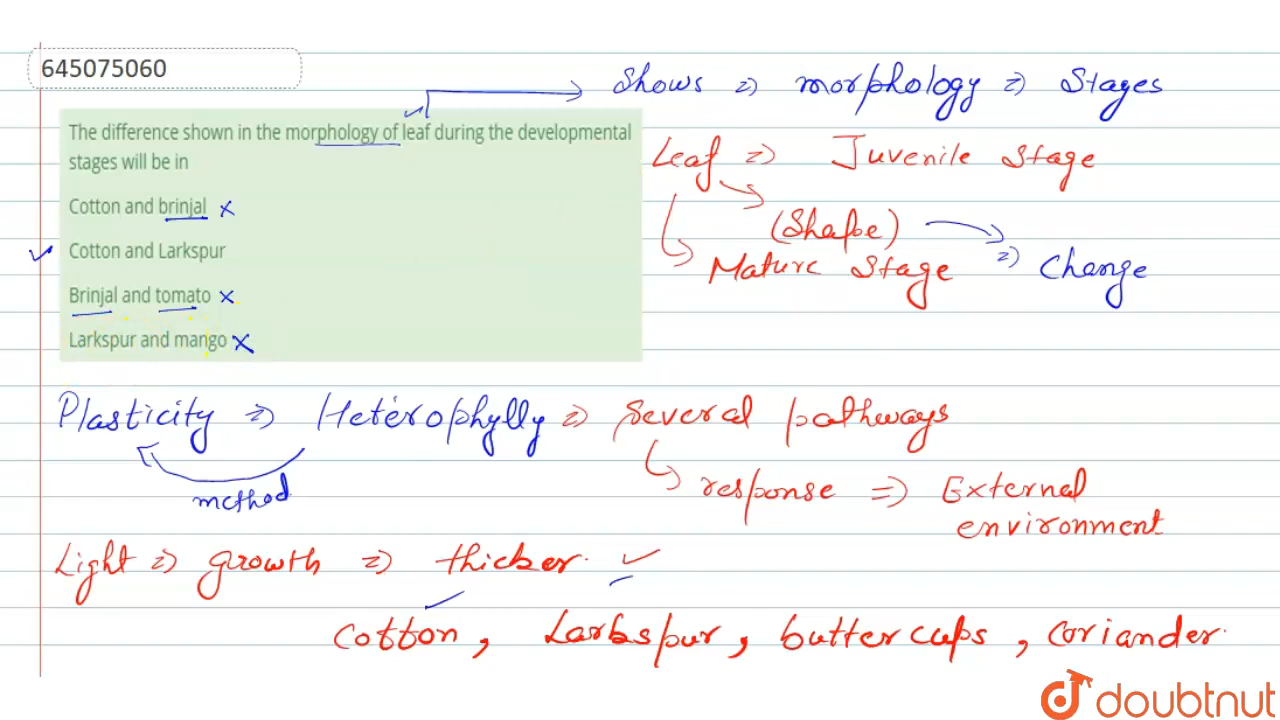 645075060
Shows ⇒ morphology ⇒ Stages
The difference shown in the morphology of leaf during the developmental
stages will be in
Cotton and brinjal ×
Cotton and Larkspur
Brinjal and tomato ×
Larkspur and mango ×
Leaf ⇒ Juvenile Stage
(Shape)
Mature Stage ⇒ Change
Plasticity ⇒ Heterophylly ⇒ Several pathways
method
response ⇒ External
environment
Light ⇒ growth ⇒ thicker.
Cotton, Larkspur, buttercups, Coriander.
doubtnut